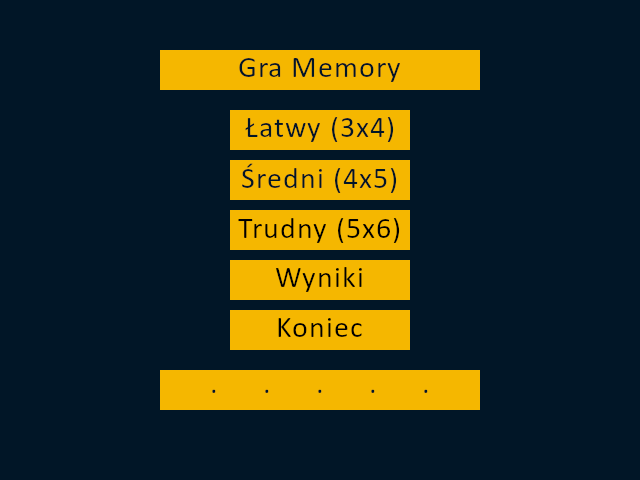 Gra Memory
Łatwy (3x4)
Średni (4x5)
Trudny (5x6)
Wyniki
Koniec
. . . . .